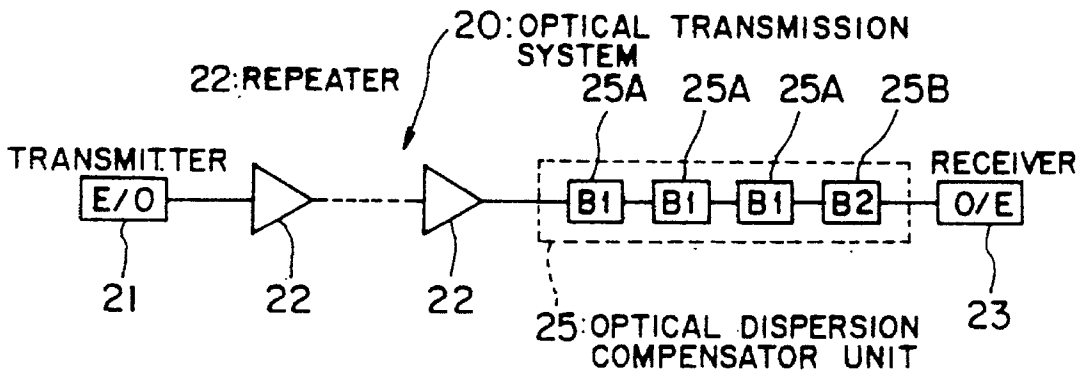 20:OPTICAL TRANSMISSION
SYSTEM
22:REPEATER
25A 25A 25A 25B
TRANSMITTER
RECEIVER
E/O
B1 B1 B1 B2
O/E
21
22
22
23
25:OPTICAL DISPERSION
COMPENSATOR UNIT